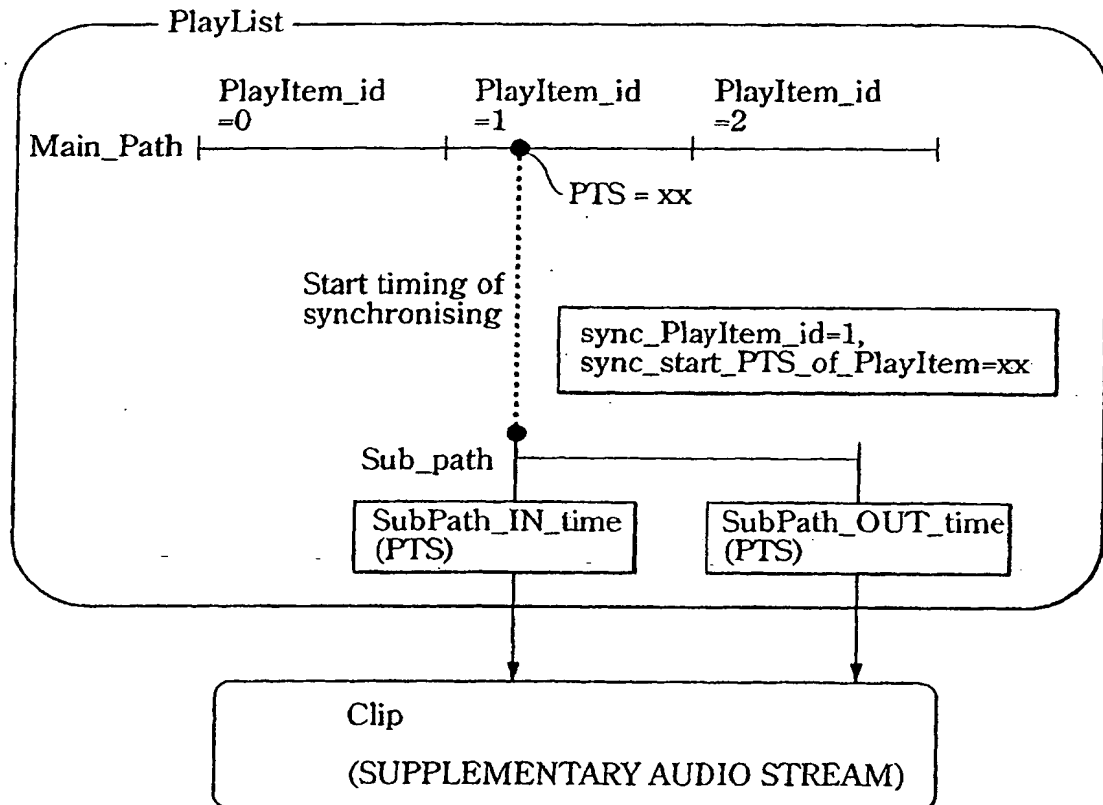 PlayList
PlayItem_id
=0
PlayItem_id
=1
PlayItem_id
=2
Main_Path
PTS = xx
Start timing of
synchronising
sync_PlayItem_id=1,
sync_start_PTS_of_PlayItem=xx
Sub_path
SubPath_IN_time
(PTS)
SubPath_OUT_time
(PTS)
Clip
(SUPPLEMENTARY AUDIO STREAM)